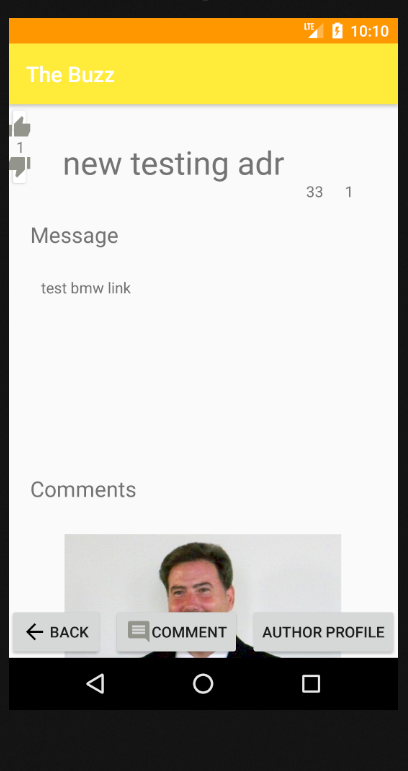 LTE 10:10
The Buzz
1
new testing adr
33 1
Message
test bmw link
Comments
BACK COMMENT AUTHOR PROFILE